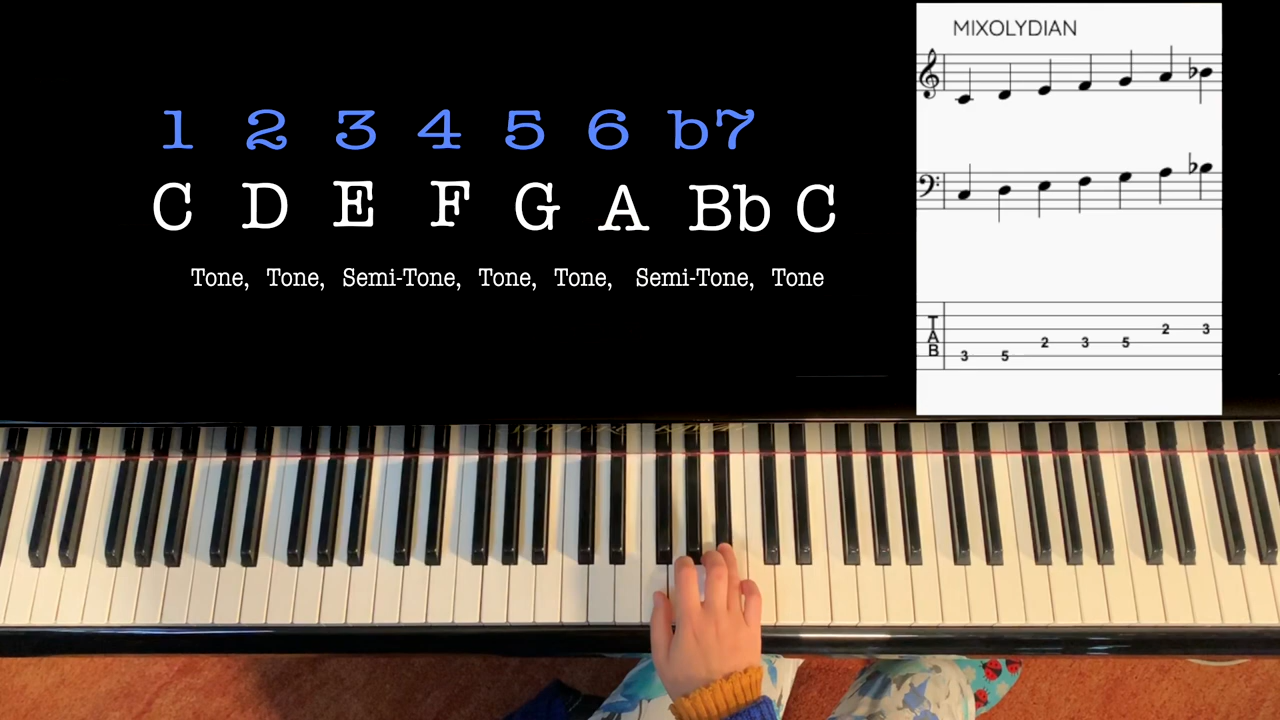 MIXOLYDIAN
1 2 3 4 5 6 b7
C D E F G A Bb C
Tone, Tone, Semi-Tone, Tone, Tone, Semi-Tone, Tone
T
A
B
3 5 2 3 5 2 3